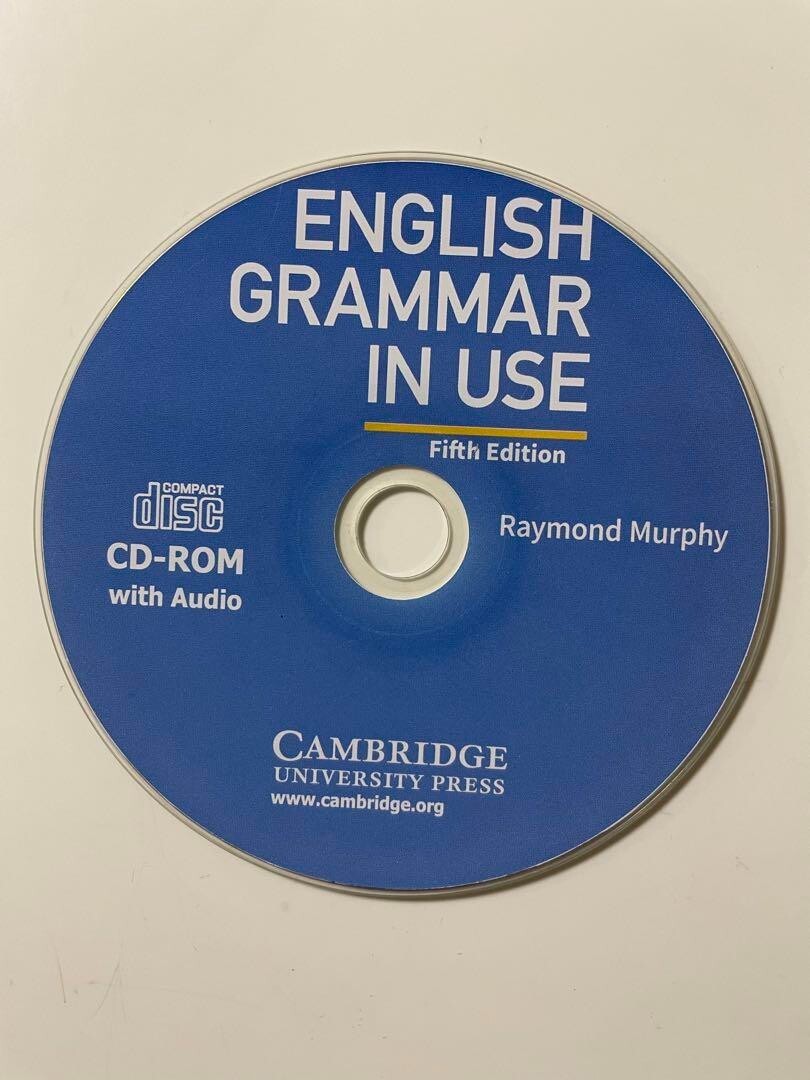 ENGLISH
GRAMMAR
IN USE
Fifth Edition
COMPACT
disc
CD-ROM
with Audio
Raymond Murphy
CAMBRIDGE
UNIVERSITY PRESS
www.cambridge.org